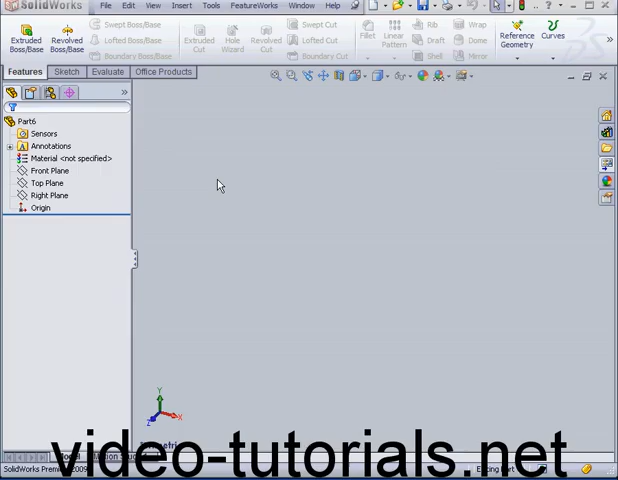 SolidWorks File Edit View Insert Tools FeatureWorks Window Help
Extruded Boss/Base Revolved Boss/Base Swept Boss/Base Lofted Boss/Base Boundary Boss/Base Extruded Cut Hole Wizard Revolved Cut Swept Cut Lofted Cut Boundary Cut Fillet Linear Pattern Rib Draft Shell Wrap Dome Mirror Reference Geometry Curves
Features Sketch Evaluate Office Products
Part6
Sensors
Annotations
Material <not specified>
Front Plane
Top Plane
Right Plane
Origin
Y
X
Z
Model
video-tutorials.net
SolidWorks Premium 2009
Editing Part